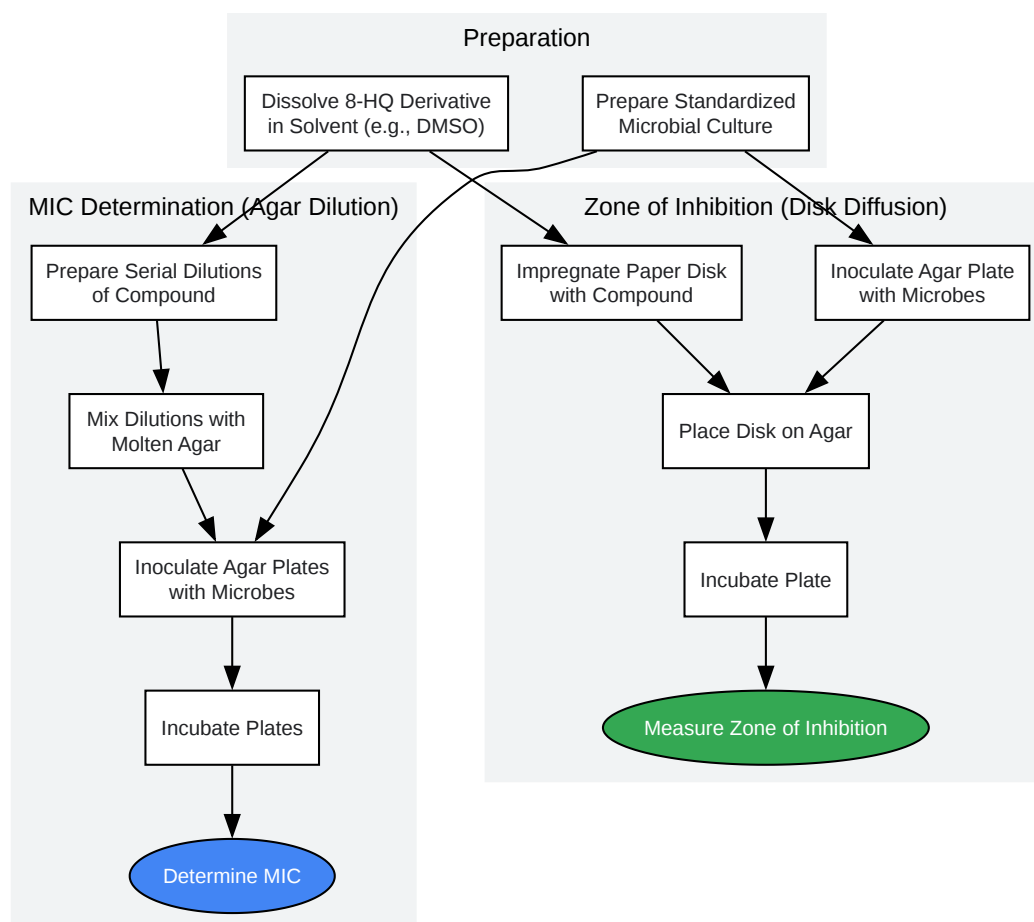 Preparation
Dissolve 8-HQ Derivative
in Solvent (e.g., DMSO)
Prepare Standardized
Microbial Culture
MIC Determination (Agar Dilution)
Prepare Serial Dilutions
of Compound
Mix Dilutions with
Molten Agar
Inoculate Agar Plates
with Microbes
Incubate Plates
Determine MIC
Zone of Inhibition (Disk Diffusion)
Impregnate Paper Disk
with Compound
Inoculate Agar Plate
with Microbes
Place Disk on Agar
Incubate Plate
Measure Zone of Inhibition